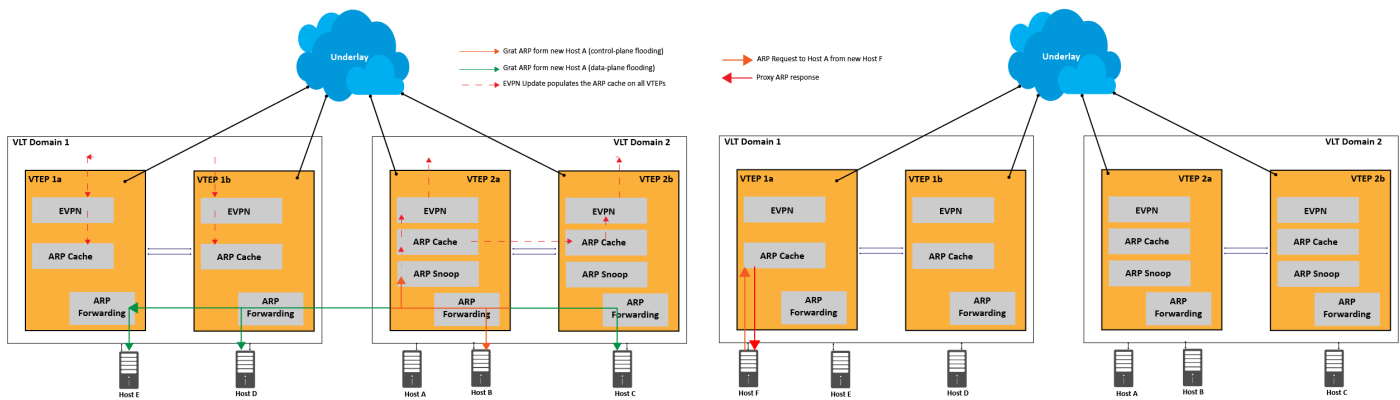 Underlay
Grat ARP form new Host A (control-plane flooding)
Grat ARP form new Host A (data-plane flooding)
EVPN Update populates the ARP cache on all VTEPs
VLT Domain 1
VTEP 1a
EVPN
ARP Cache
ARP
Forwarding
VTEP 1b
EVPN
ARP Cache
ARP
Forwarding
VLT Domain 2
VTEP 2a
EVPN
ARP Cache
ARP Snoop
ARP
Forwarding
VTEP 2b
EVPN
ARP Cache
ARP Snoop
ARP
Forwarding
Host E
Host D
Host A
Host B
Host C
Underlay
ARP Request to Host A from new Host F
Proxy ARP response
VLT Domain 1
VTEP 1a
EVPN
ARP Cache
ARP
Forwarding
VTEP 1b
EVPN
ARP Cache
ARP
Forwarding
VLT Domain 2
VTEP 2a
EVPN
ARP Cache
ARP Snoop
ARP
Forwarding
VTEP 2b
EVPN
ARP Cache
ARP Snoop
ARP
Forwarding
Host F
Host E
Host D
Host A
Host B
Host C